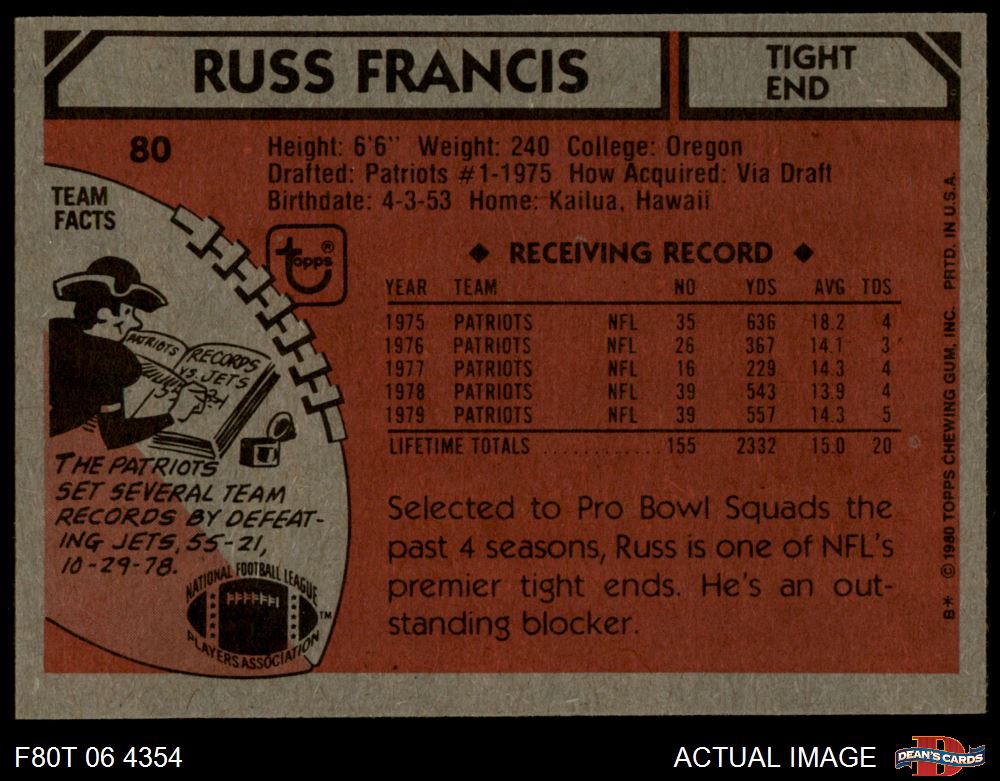 RUSS FRANCIS
TIGHT
END
80
Height: 6'6" Weight: 240 College: Oregon
Drafted: Patriots #1-1975 How Acquired: Via Draft
Birthdate: 4-3-53 Home: Kailua, Hawaii
TEAM
FACTS
topps®
PATRIOTS
RECORDS
VS. JETS
THE PATRIOTS
SET SEVERAL TEAM
RECORDS BY DEFEAT-
ING JETS, 55-21,
10-29-78.
NATIONAL FOOTBALL LEAGUE
PLAYERS ASSOCIATION
TM
◆ RECEIVING RECORD ◆
YEAR TEAM NO YDS AVG TDS
1975 PATRIOTS NFL 35 636 18.2 4
1976 PATRIOTS NFL 26 367 14.1 3
1977 PATRIOTS NFL 16 229 14.3 4
1978 PATRIOTS NFL 39 543 13.9 4
1979 PATRIOTS NFL 39 557 14.3 5
LIFETIME TOTALS ............ 155 2332 15.0 20
Selected to Pro Bowl Squads the
past 4 seasons, Russ is one of NFL's
premier tight ends. He's an out-
standing blocker.
B* © 1980 TOPPS CHEWING GUM, INC. PRTD. IN U.S.A.
F80T 06 4354
ACTUAL IMAGE
D
DEAN'S CARDS